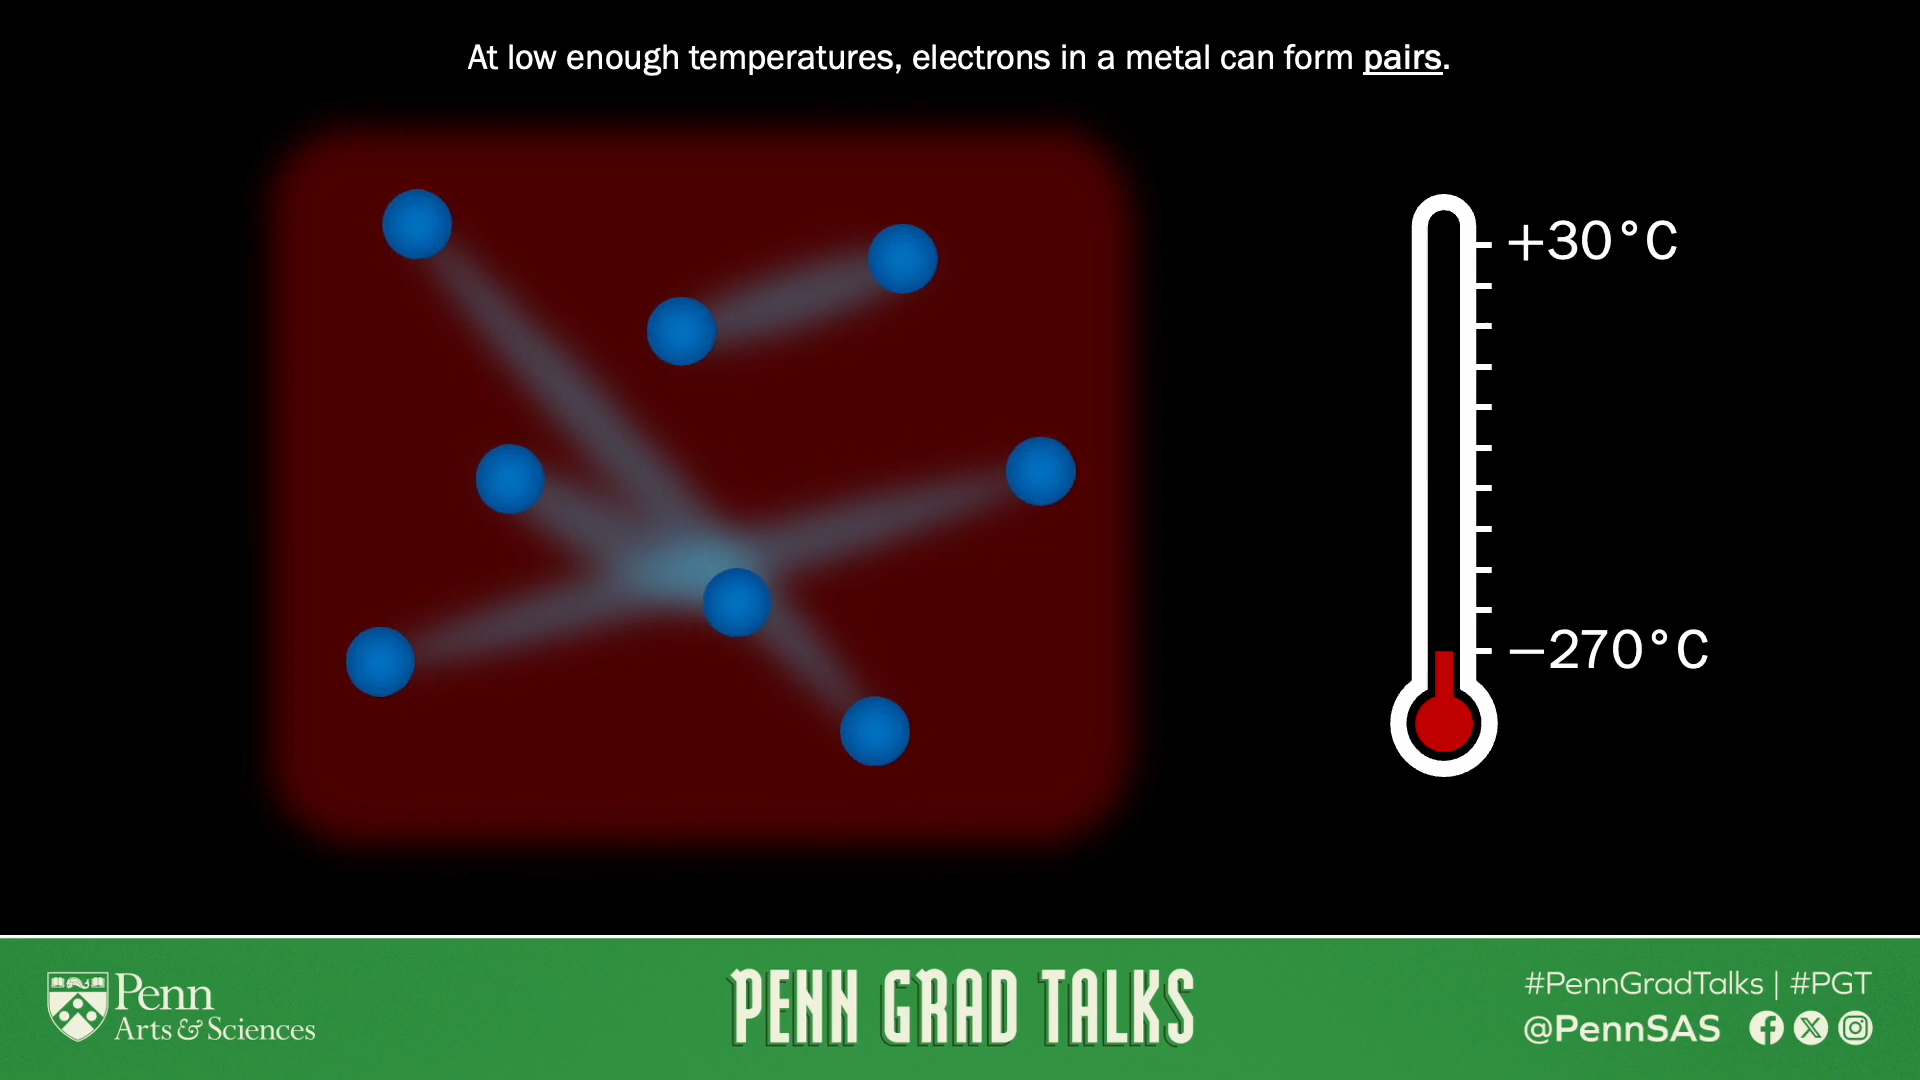 At low enough temperatures, electrons in a metal can form pairs.
+30°C
−270°C
Penn
Arts & Sciences
PENN GRAD TALKS
#PennGradTalks | #PGT
@PennSAS